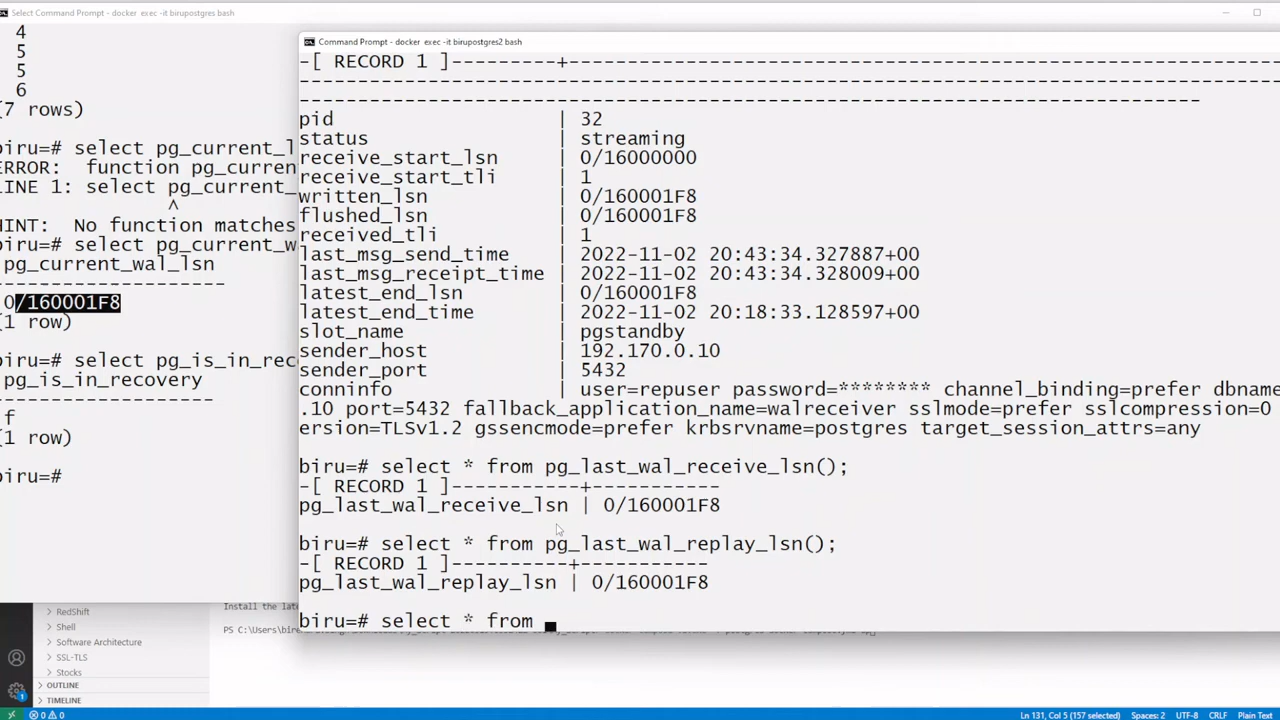 Select Command Prompt - docker exec -it birupostgres bash
4
5
5
6
(7 rows)
biru=# select pg_current_l
ERROR:  function pg_curren
LINE 1: select pg_current_
^
HINT:  No function matches
biru=# select pg_current_w
pg_current_wal_lsn
--------------------
0/160001F8
(1 row)
biru=# select pg_is_in_rec
pg_is_in_recovery
-------------------
f
(1 row)
biru=#
Command Prompt - docker exec -it birupostgres2 bash
-[ RECORD 1 ]---------+------------------------------------------------------------
-----------------------------------------------------------------------------------
----------------------------------------------------------------------------
pid                   | 32
status                | streaming
receive_start_lsn     | 0/16000000
receive_start_tli     | 1
written_lsn           | 0/160001F8
flushed_lsn           | 0/160001F8
received_tli          | 1
last_msg_send_time    | 2022-11-02 20:43:34.327887+00
last_msg_receipt_time | 2022-11-02 20:43:34.328009+00
latest_end_lsn        | 0/160001F8
latest_end_time       | 2022-11-02 20:18:33.128597+00
slot_name             | pgstandby
sender_host           | 192.170.0.10
sender_port           | 5432
conninfo              | user=repuser password=******** channel_binding=prefer dbname
.10 port=5432 fallback_application_name=walreceiver sslmode=prefer sslcompression=0
ersion=TLSv1.2 gssencmode=prefer krbsrvname=postgres target_session_attrs=any
biru=# select * from pg_last_wal_receive_lsn();
-[ RECORD 1 ]-----------+-----------
pg_last_wal_receive_lsn | 0/160001F8
biru=# select * from pg_last_wal_replay_lsn();
-[ RECORD 1 ]----------+-----------
pg_last_wal_replay_lsn | 0/160001F8
biru=# select * from
RedShift
Shell
Software Architecture
SSL-TLS
Stocks
OUTLINE
TIMELINE
Install the late
0 0
Ln 131, Col 5 (157 selected)
Spaces: 2
UTF-8
CRLF
Plain Text